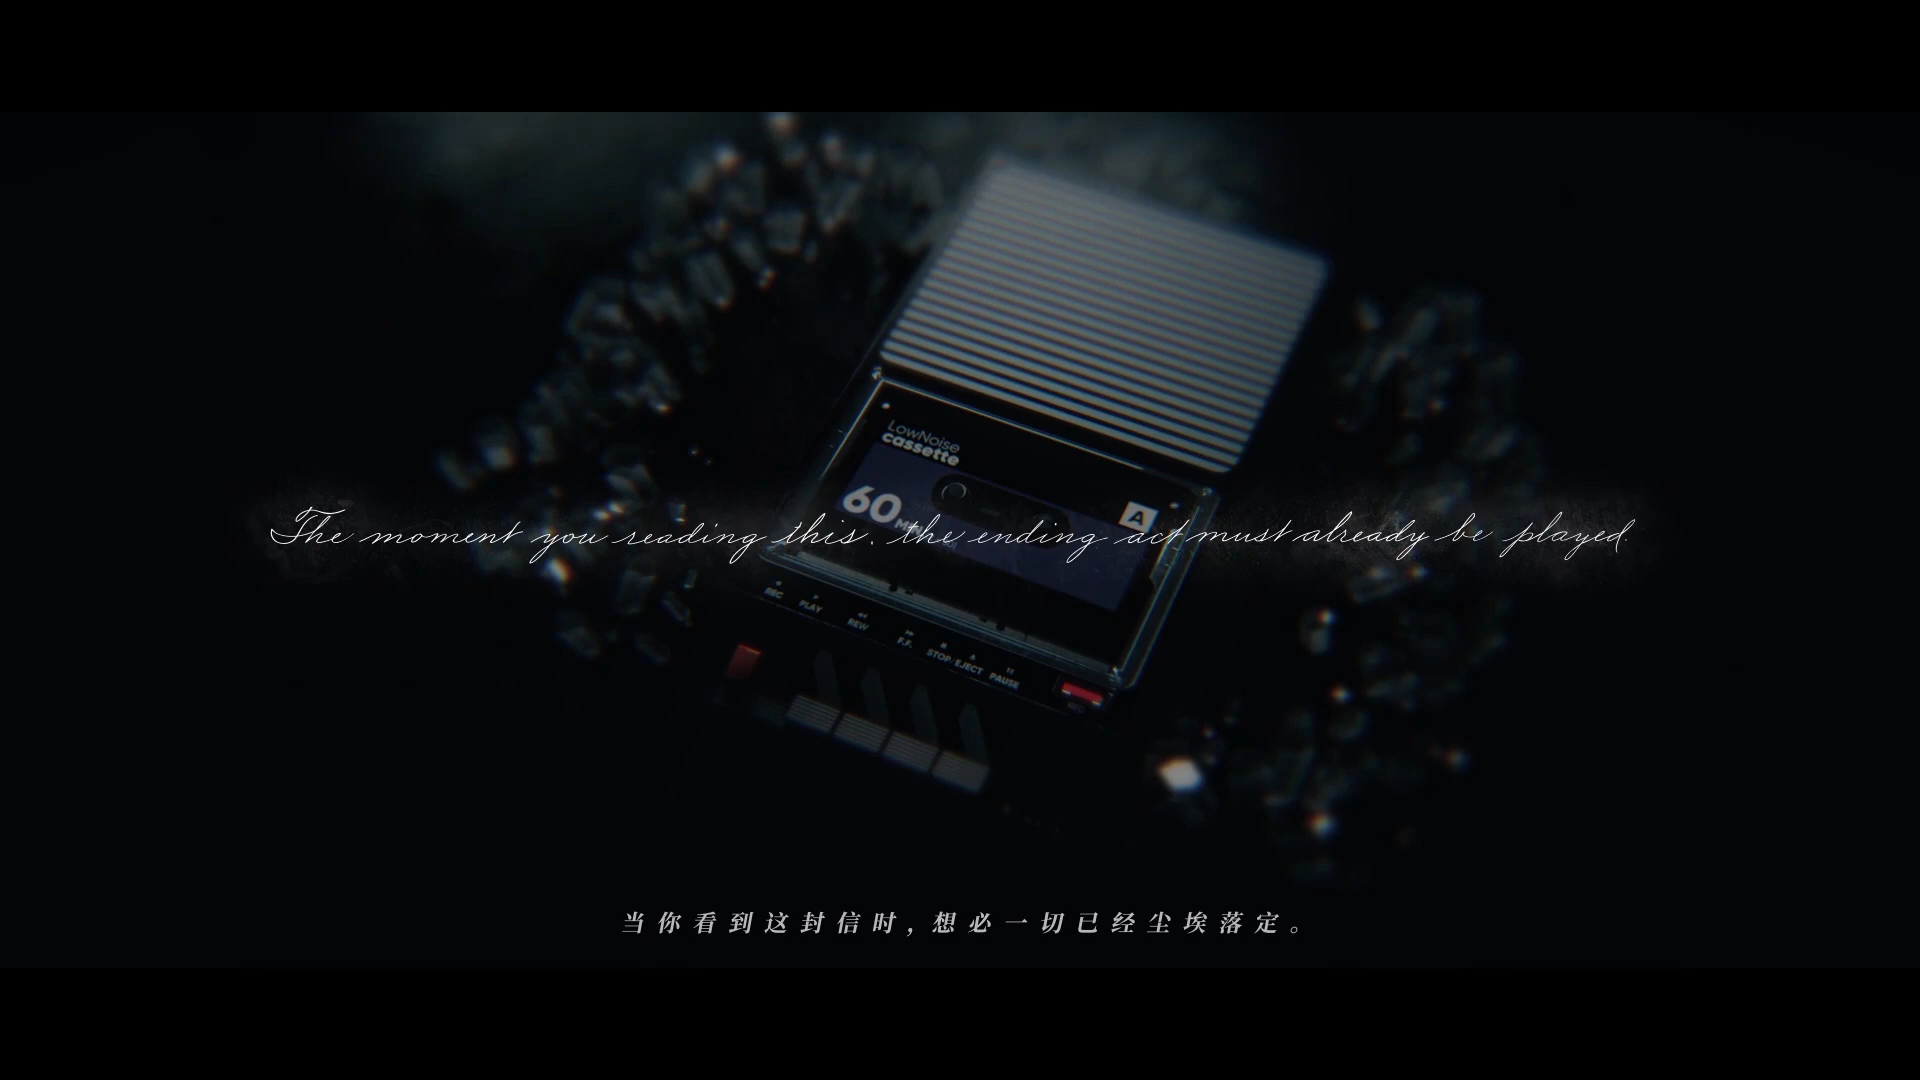 LowNoise
cassette
60
A
The moment you reading this, the ending act must already be played.
REC PLAY REW F.F. STOP/EJECT PAUSE
当你看到这封信时，想必一切已经尘埃落定。